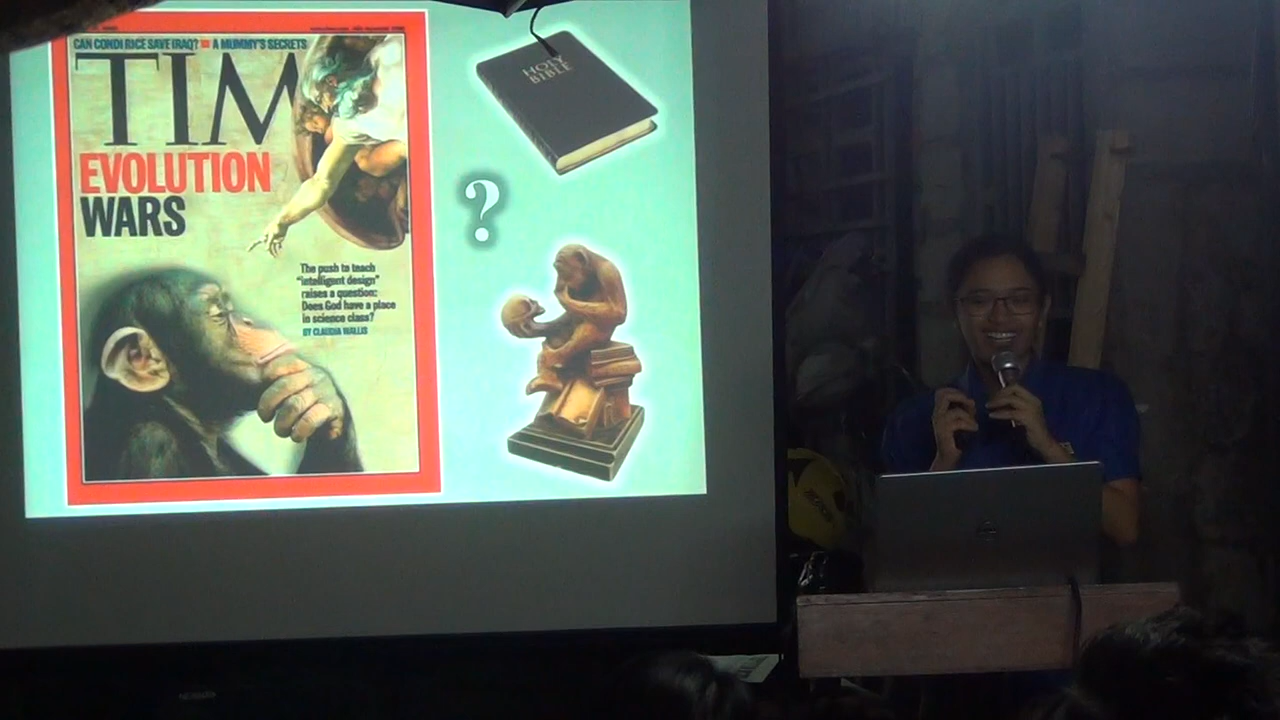 CAN CONDI RICE SAVE IRAQ? ■ A MUMMY'S SECRETS
TIM
EVOLUTION
WARS
The push to teach
"intelligent design"
raises a question:
Does God have a place
in science class?
BY CLAUDIA WALLIS
HOLY
BIBLE
?